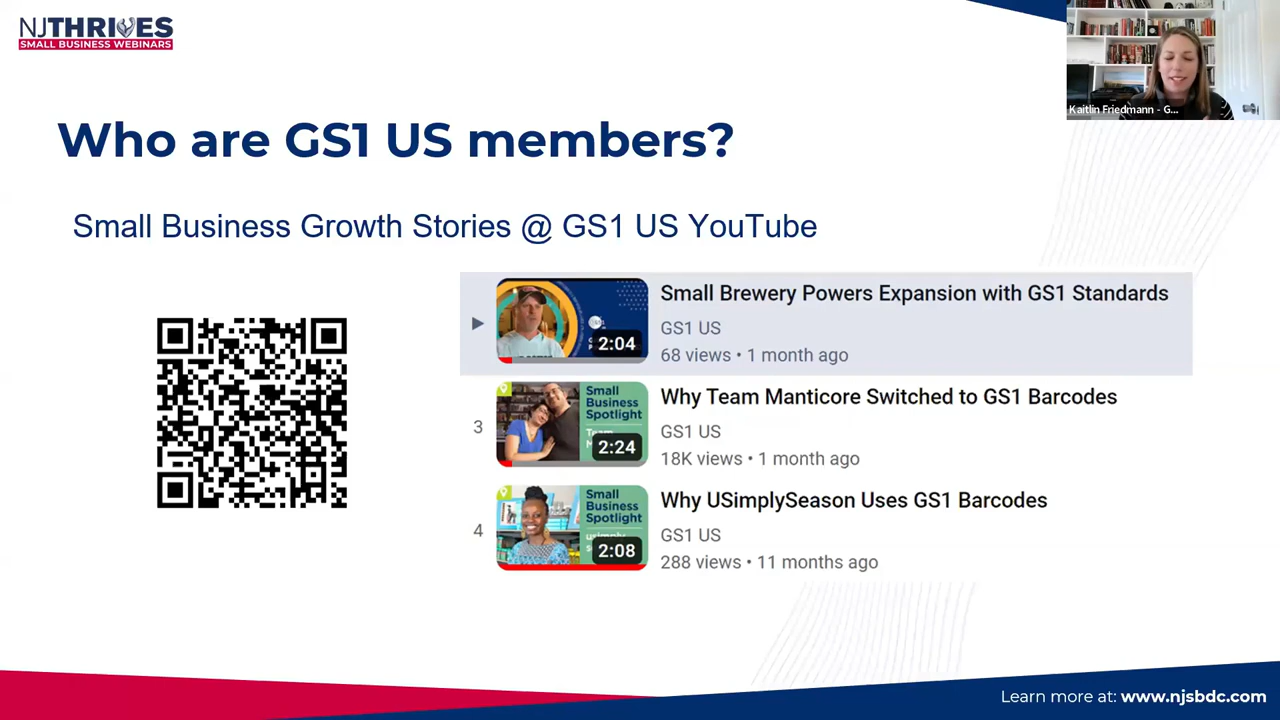 NJTHRIVES
SMALL BUSINESS WEBINARS
Kaitlin Friedmann - G...
Who are GS1 US members?
Small Business Growth Stories @ GS1 US YouTube
2:04
Small Brewery Powers Expansion with GS1 Standards
GS1 US
68 views • 1 month ago
3
Small
Business
Spotlight
2:24
Why Team Manticore Switched to GS1 Barcodes
GS1 US
18K views • 1 month ago
4
Small
Business
Spotlight
2:08
Why USimplySeason Uses GS1 Barcodes
GS1 US
288 views • 11 months ago
Learn more at: www.njsbdc.com